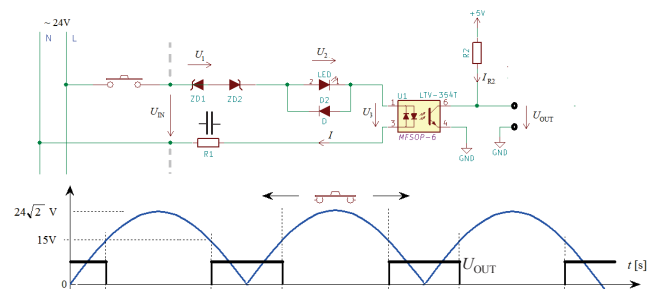 ~ 24V
N L
+5V
R2
I R2
U1
U2
LED
2 1
ZD1 ZD2
D2
D
UIN
U3
U1 LTV-354T
1 6
3 4
MFSOP-6
UOUT
R1
I
GND
GND
24√2 V
15V
0
UOUT
t [s]